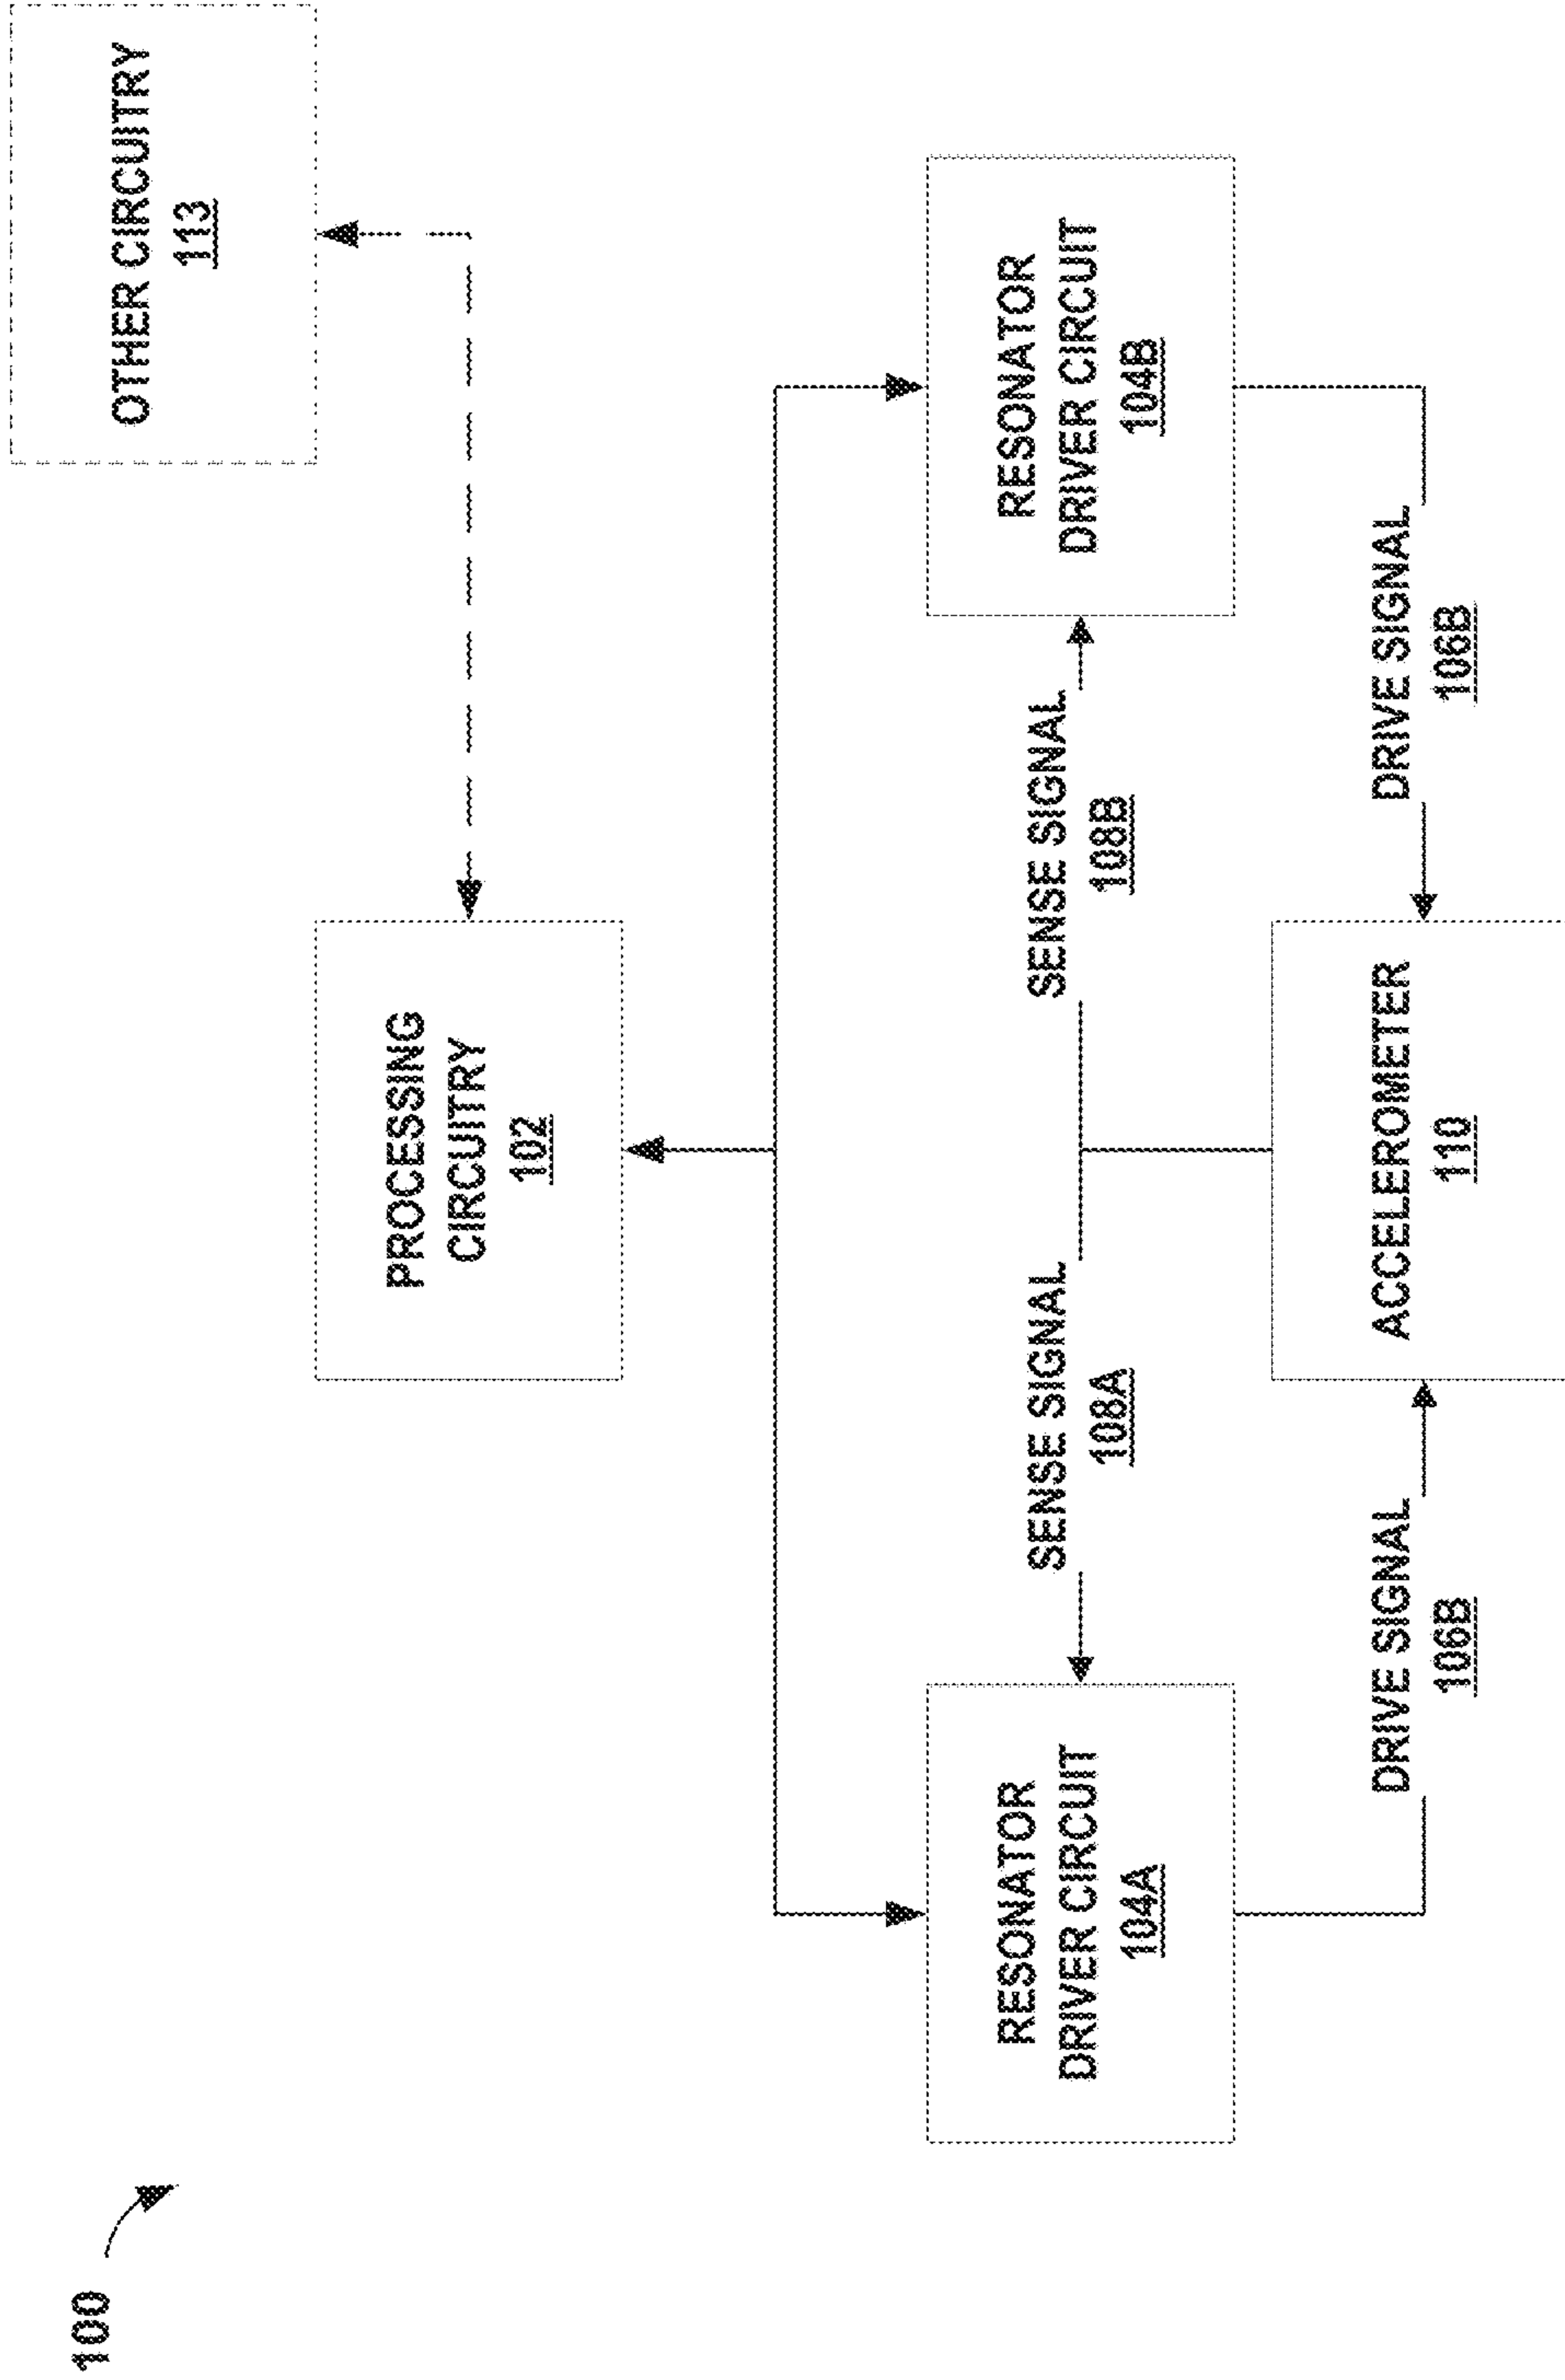 100
OTHER CIRCUITRY
113
PROCESSING
CIRCUITRY
102
RESONATOR
DRIVER CIRCUIT
104A
SENSE SIGNAL
108A
SENSE SIGNAL
108B
RESONATOR
DRIVER CIRCUIT
104B
DRIVE SIGNAL
106B
ACCELEROMETER
110
DRIVE SIGNAL
106B